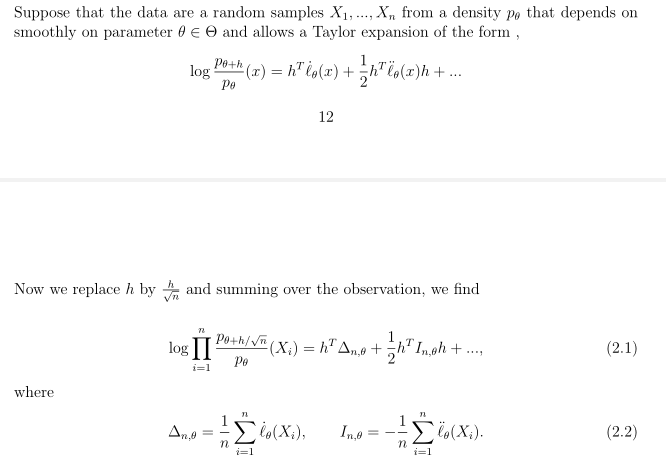 Suppose that the data are a random samples $X_1, ..., X_n$ from a density $p_\theta$ that depends on
smoothly on parameter $\theta \in \Theta$ and allows a Taylor expansion of the form ,
$$\log \frac{p_{\theta+h}}{p_\theta}(x) = h^T \dot{\ell}_\theta(x) + \frac{1}{2} h^T \ddot{\ell}_\theta(x) h + ...$$
12
Now we replace $h$ by $\frac{h}{\sqrt{n}}$ and summing over the observation, we find
$$\log \prod_{i=1}^{n} \frac{p_{\theta+h/\sqrt{n}}}{p_\theta}(X_i) = h^T \Delta_{n,\theta} + \frac{1}{2} h^T I_{n,\theta} h + ..., \quad (2.1)$$
where
$$\Delta_{n,\theta} = \frac{1}{n} \sum_{i=1}^{n} \dot{\ell}_\theta(X_i), \qquad I_{n,\theta} = -\frac{1}{n} \sum_{i=1}^{n} \ddot{\ell}_\theta(X_i). \quad (2.2)$$